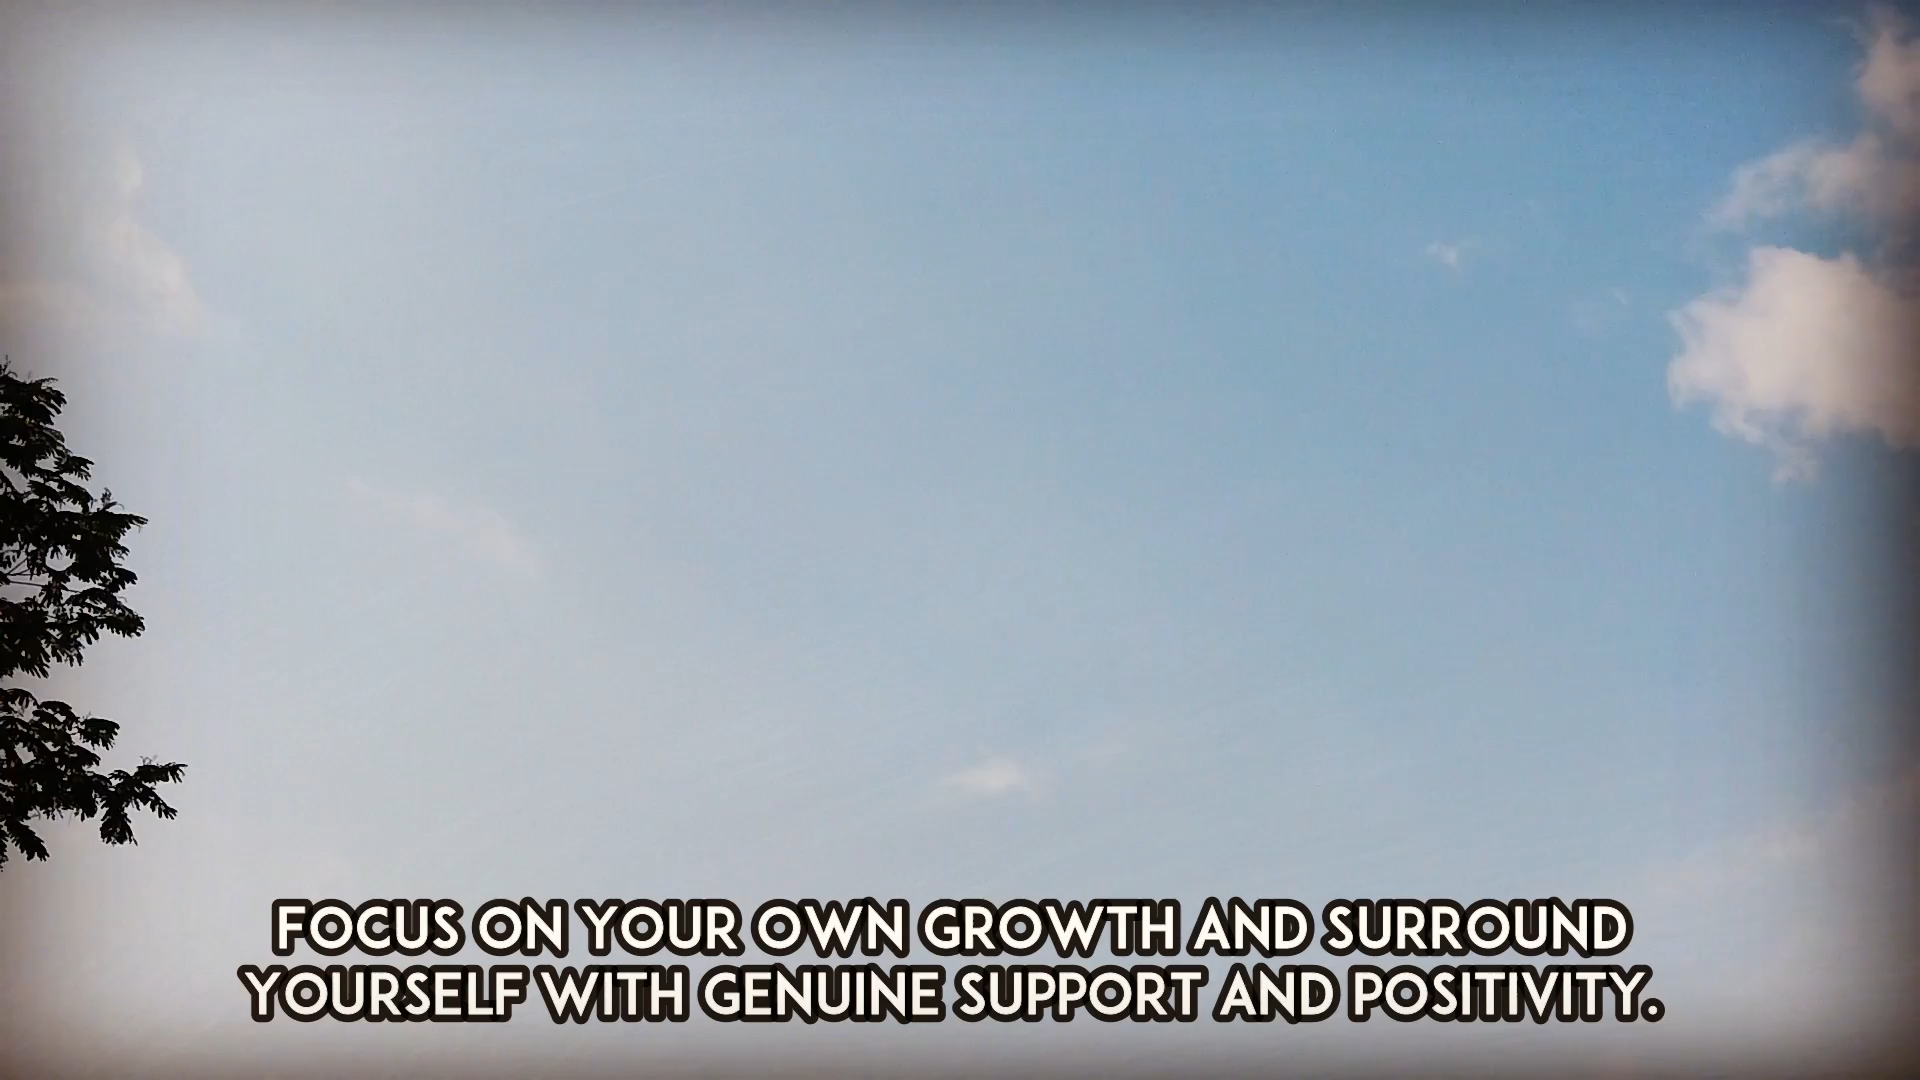 FOCUS ON YOUR OWN GROWTH AND SURROUND
YOURSELF WITH GENUINE SUPPORT AND POSITIVITY.